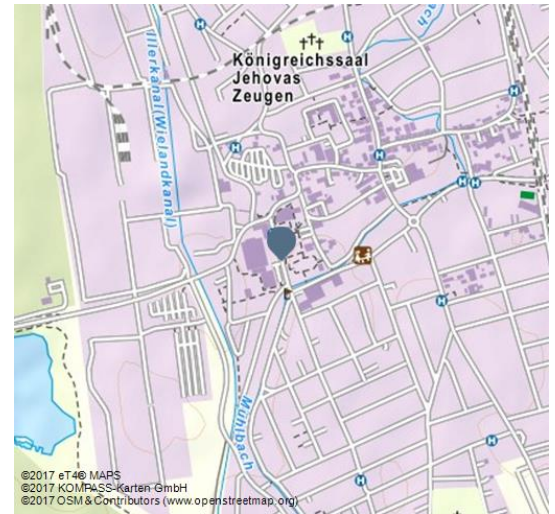 bach
Illerkanal(Wielandkanal)
Königreichssaal
Jehovas
Zeugen
H
H
H
H
H
H
H
H
H
Mühlbach
©2017 eT4® MAPS
©2017 KOMPASS-Karten GmbH
©2017 OSM & Contributors (www.openstreetmap.org)